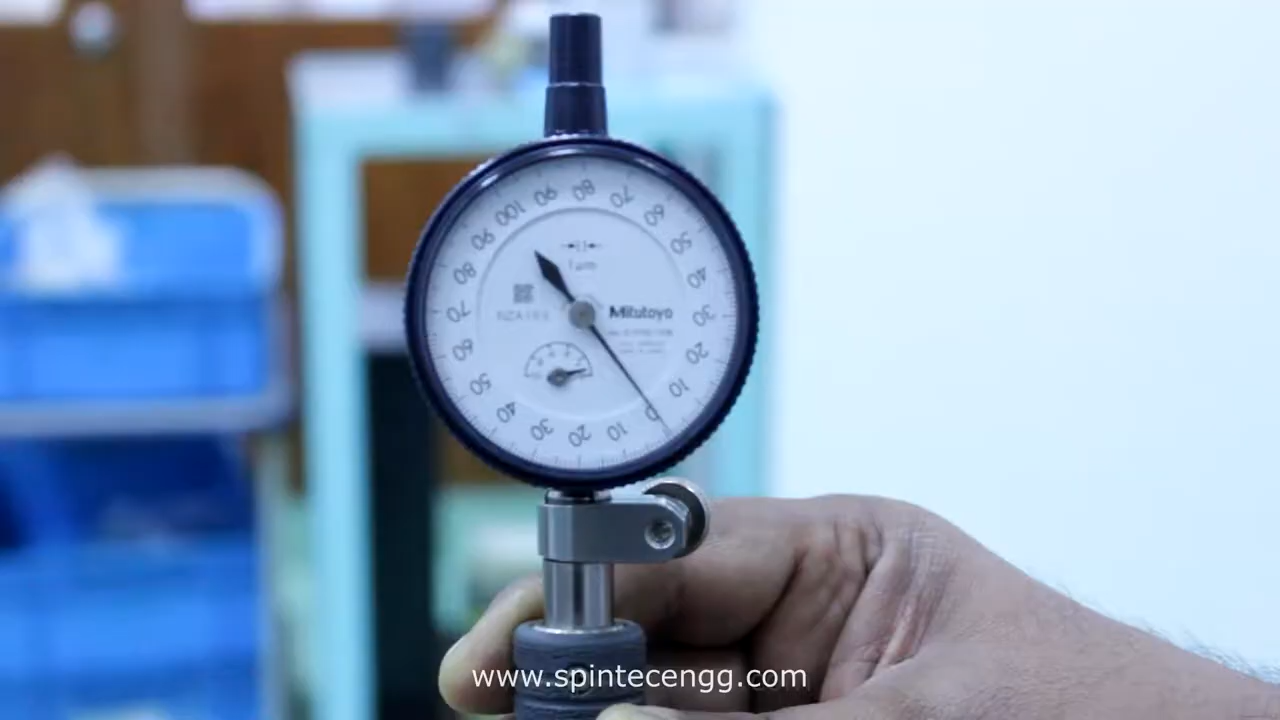 100 90 80 70 60
90 50
80 40
1μm
70 Mitutoyo 30
60 20
50 10
40 30 20 10 0
www.spintecengg.com